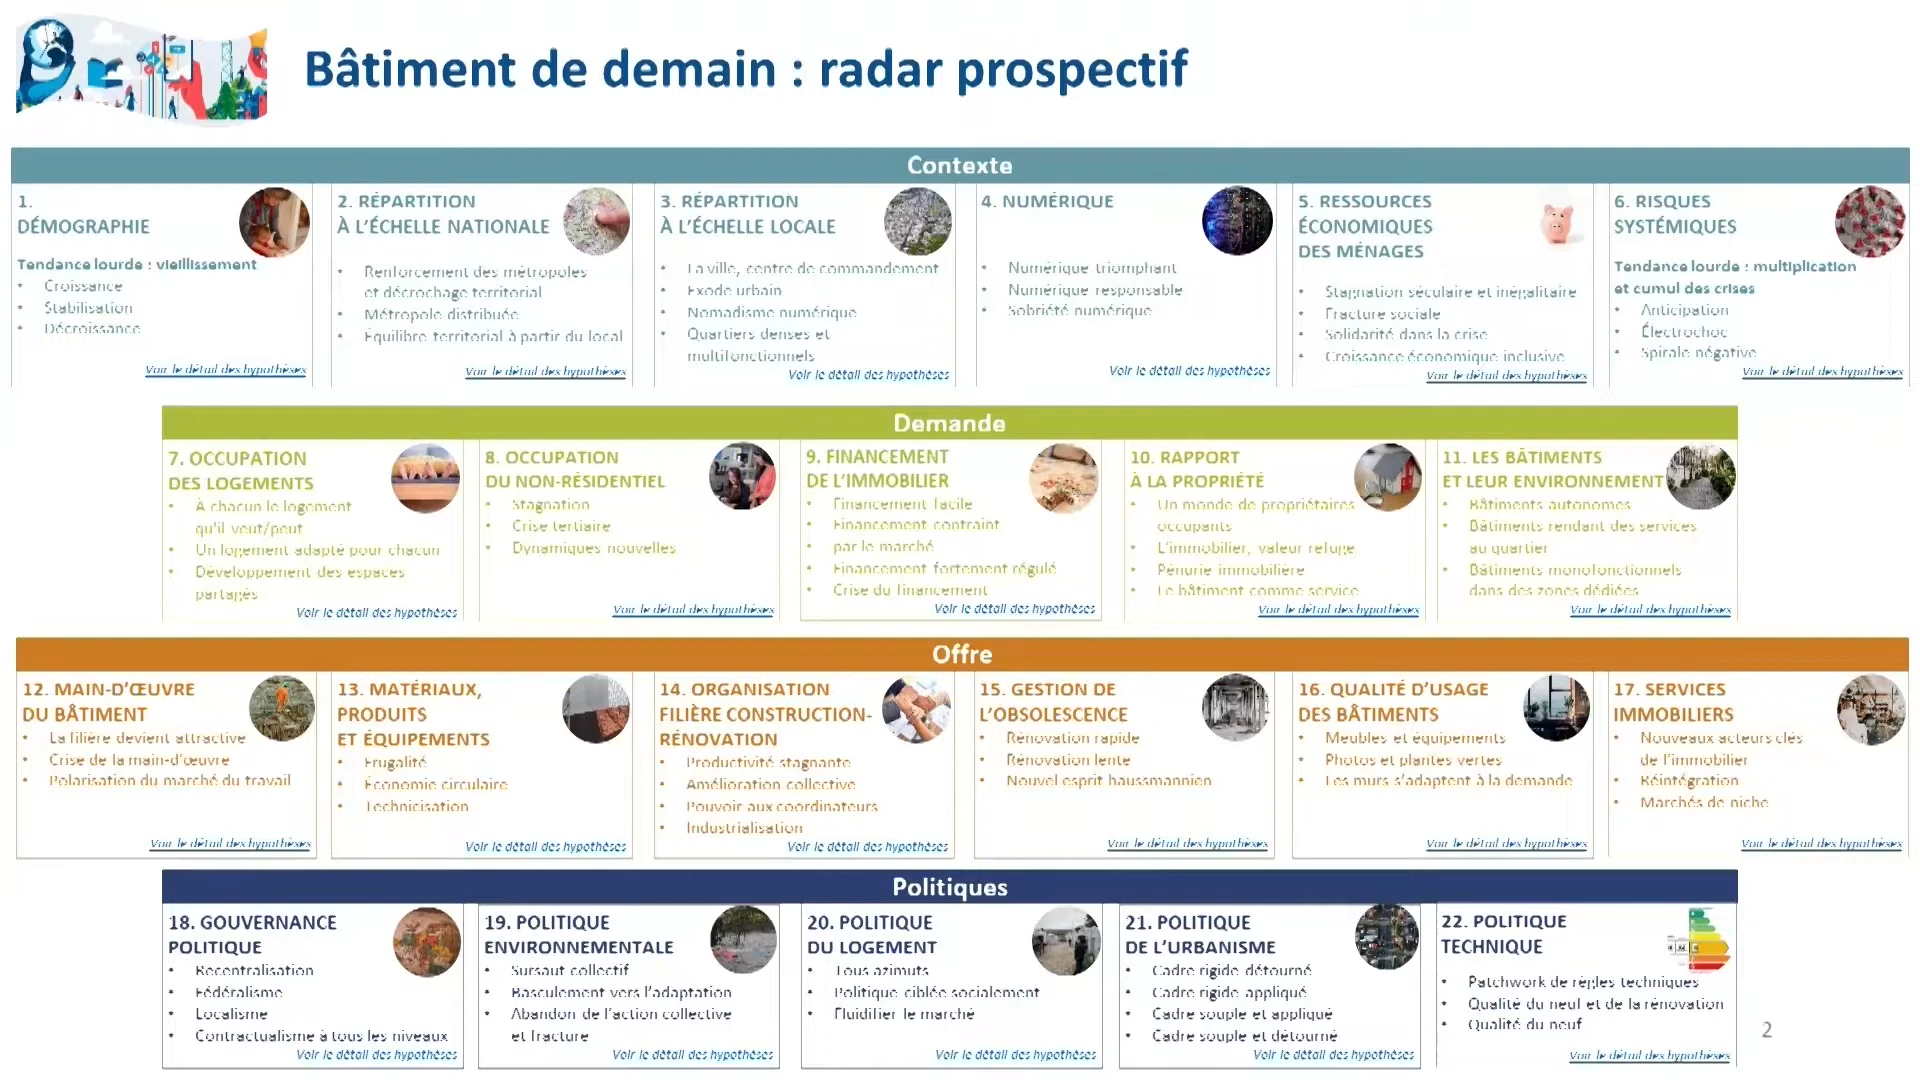 Bâtiment de demain : radar prospectif
Contexte
1.
DÉMOGRAPHIE
Tendance lourde : vieillissement
• Croissance
• Stabilisation
• Décroissance
Voir le détail des hypothèses
2. RÉPARTITION
À L’ÉCHELLE NATIONALE
• Renforcement des métropoles
et décrochage territorial
• Métropole distribuée
• Équilibre territorial à partir du local
Voir le détail des hypothèses
3. RÉPARTITION
À L’ÉCHELLE LOCALE
• La ville, centre de commandement
• Exode urbain
• Nomadisme numérique
• Quartiers denses et
multifonctionnels
Voir le détail des hypothèses
4. NUMÉRIQUE
• Numérique triomphant
• Numérique responsable
• Sobriété numérique
Voir le détail des hypothèses
5. RESSOURCES
ÉCONOMIQUES
DES MÉNAGES
• Stagnation séculaire et inégalitaire
• Fracture sociale
• Solidarité dans la crise
• Croissance économique inclusive
Voir le détail des hypothèses
6. RISQUES
SYSTÉMIQUES
Tendance lourde : multiplication
et cumul des crises
• Anticipation
• Électrochoc
• Spirale négative
Voir le détail des hypothèses
Demande
7. OCCUPATION
DES LOGEMENTS
• À chacun le logement
qu'il veut/peut
• Un logement adapté pour chacun
• Développement des espaces
partagés
Voir le détail des hypothèses
8. OCCUPATION
DU NON-RÉSIDENTIEL
• Stagnation
• Crise tertiaire
• Dynamiques nouvelles
Voir le détail des hypothèses
9. FINANCEMENT
DE L’IMMOBILIER
• Financement facile
• Financement contraint
• par le marché
• Financement fortement régulé
• Crise du financement
Voir le détail des hypothèses
10. RAPPORT
À LA PROPRIÉTÉ
• Un monde de propriétaires
occupants
• L’immobilier, valeur refuge
• Pénurie immobilière
• Le bâtiment comme service
Voir le détail des hypothèses
11. LES BÂTIMENTS
ET LEUR ENVIRONNEMENT
• Bâtiments autonomes
• Bâtiments rendant des services
au quartier
• Bâtiments monofonctionnels
dans des zones dédiées
Voir le détail des hypothèses
Offre
12. MAIN-D’ŒUVRE
DU BÂTIMENT
• La filière devient attractive
• Crise de la main-d’œuvre
• Polarisation du marché du travail
Voir le détail des hypothèses
13. MATÉRIAUX,
PRODUITS
ET ÉQUIPEMENTS
• Frugalité
• Économie circulaire
• Technicisation
Voir le détail des hypothèses
14. ORGANISATION
FILIÈRE CONSTRUCTION-
RÉNOVATION
• Productivité stagnante
• Amélioration collective
• Pouvoir aux coordinateurs
• Industrialisation
Voir le détail des hypothèses
15. GESTION DE
L’OBSOLESCENCE
• Rénovation rapide
• Rénovation lente
• Nouvel esprit haussmannien
Voir le détail des hypothèses
16. QUALITÉ D’USAGE
DES BÂTIMENTS
• Meubles et équipements
• Photos et plantes vertes
• Les murs s’adaptent à la demande
Voir le détail des hypothèses
17. SERVICES
IMMOBILIERS
• Nouveaux acteurs clés
de l’immobilier
• Réintégration
• Marchés de niche
Voir le détail des hypothèses
Politiques
18. GOUVERNANCE
POLITIQUE
• Recentralisation
• Fédéralisme
• Localisme
• Contractualisme à tous les niveaux
Voir le détail des hypothèses
19. POLITIQUE
ENVIRONNEMENTALE
• Sursaut collectif
• Basculement vers l’adaptation
• Abandon de l’action collective
et fracture
Voir le détail des hypothèses
20. POLITIQUE
DU LOGEMENT
• Tous azimuts
• Politique ciblée socialement
• Fluidifier le marché
Voir le détail des hypothèses
21. POLITIQUE
DE L’URBANISME
• Cadre rigide détourné
• Cadre rigide appliqué
• Cadre souple et appliqué
• Cadre souple et détourné
Voir le détail des hypothèses
22. POLITIQUE
TECHNIQUE
• Patchwork de règles techniques
• Qualité du neuf et de la rénovation
• Qualité du neuf
Voir le détail des hypothèses
2